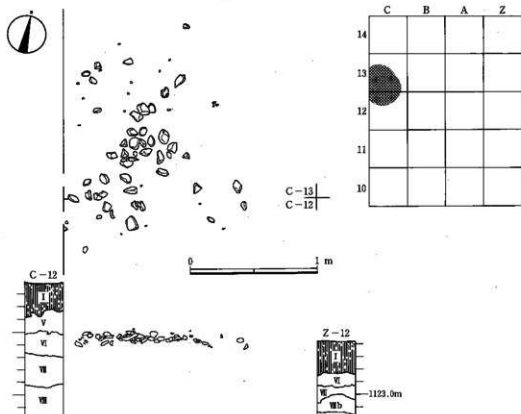 C B A Z
14
13
12
11
10
C-13
C-12
0 1 m
C-12
I
V
VI
VII
VIII
Z-12
I
VI
VII
VIIb
1123.0m